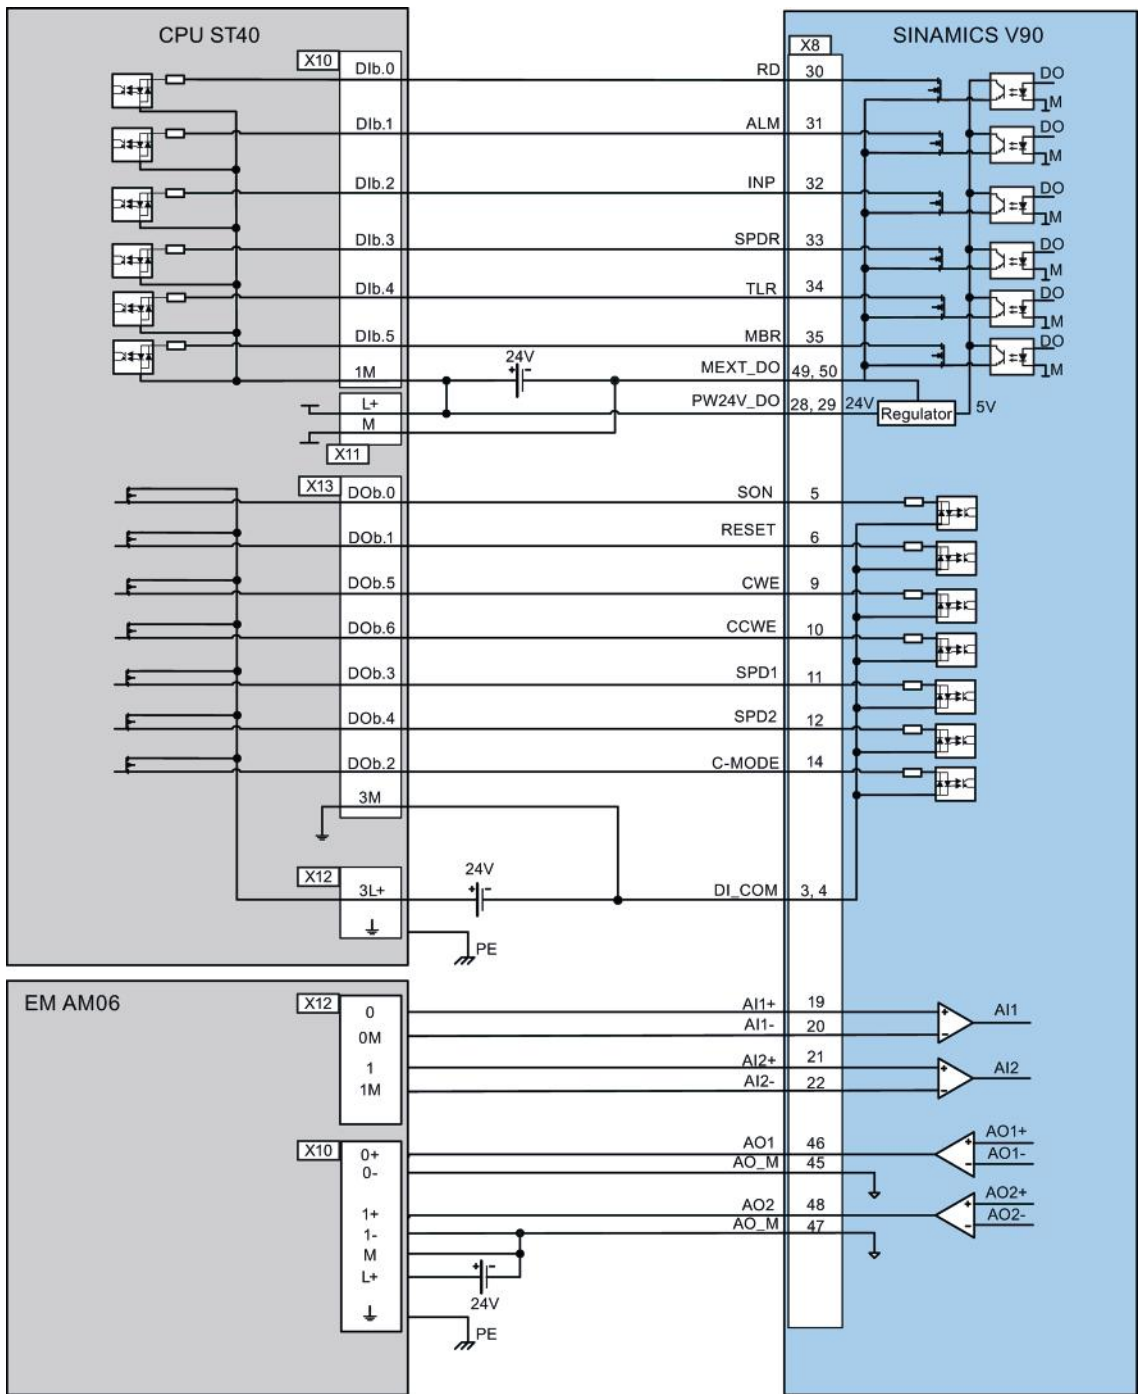 CPU ST40
SINAMICS V90
X10
X8
DIb.0
RD
30
DO
M
DIb.1
ALM
31
DO
M
DIb.2
INP
32
DO
M
DIb.3
SPDR
33
DO
M
DIb.4
TLR
34
DO
M
DIb.5
MBR
35
DO
M
1M
24V
+
-
MEXT_DO
49, 50
L+
PW24V_DO
28, 29
24V
Regulator
5V
M
X11
X13
DOb.0
SON
5
DOb.1
RESET
6
DOb.5
CWE
9
DOb.6
CCWE
10
DOb.3
SPD1
11
DOb.4
SPD2
12
DOb.2
C-MODE
14
3M
X12
24V
+
-
3L+
DI_COM
3, 4
PE
EM AM06
X12
0
AI1+
19
+
AI1
0M
AI1-
20
-
1
AI2+
21
+
AI2
1M
AI2-
22
-
X10
0+
AO1
46
+
AO1+
0-
AO_M
45
-
AO1-
1+
AO2
48
+
AO2+
1-
AO_M
47
-
AO2-
M
L+
+
-
24V
PE